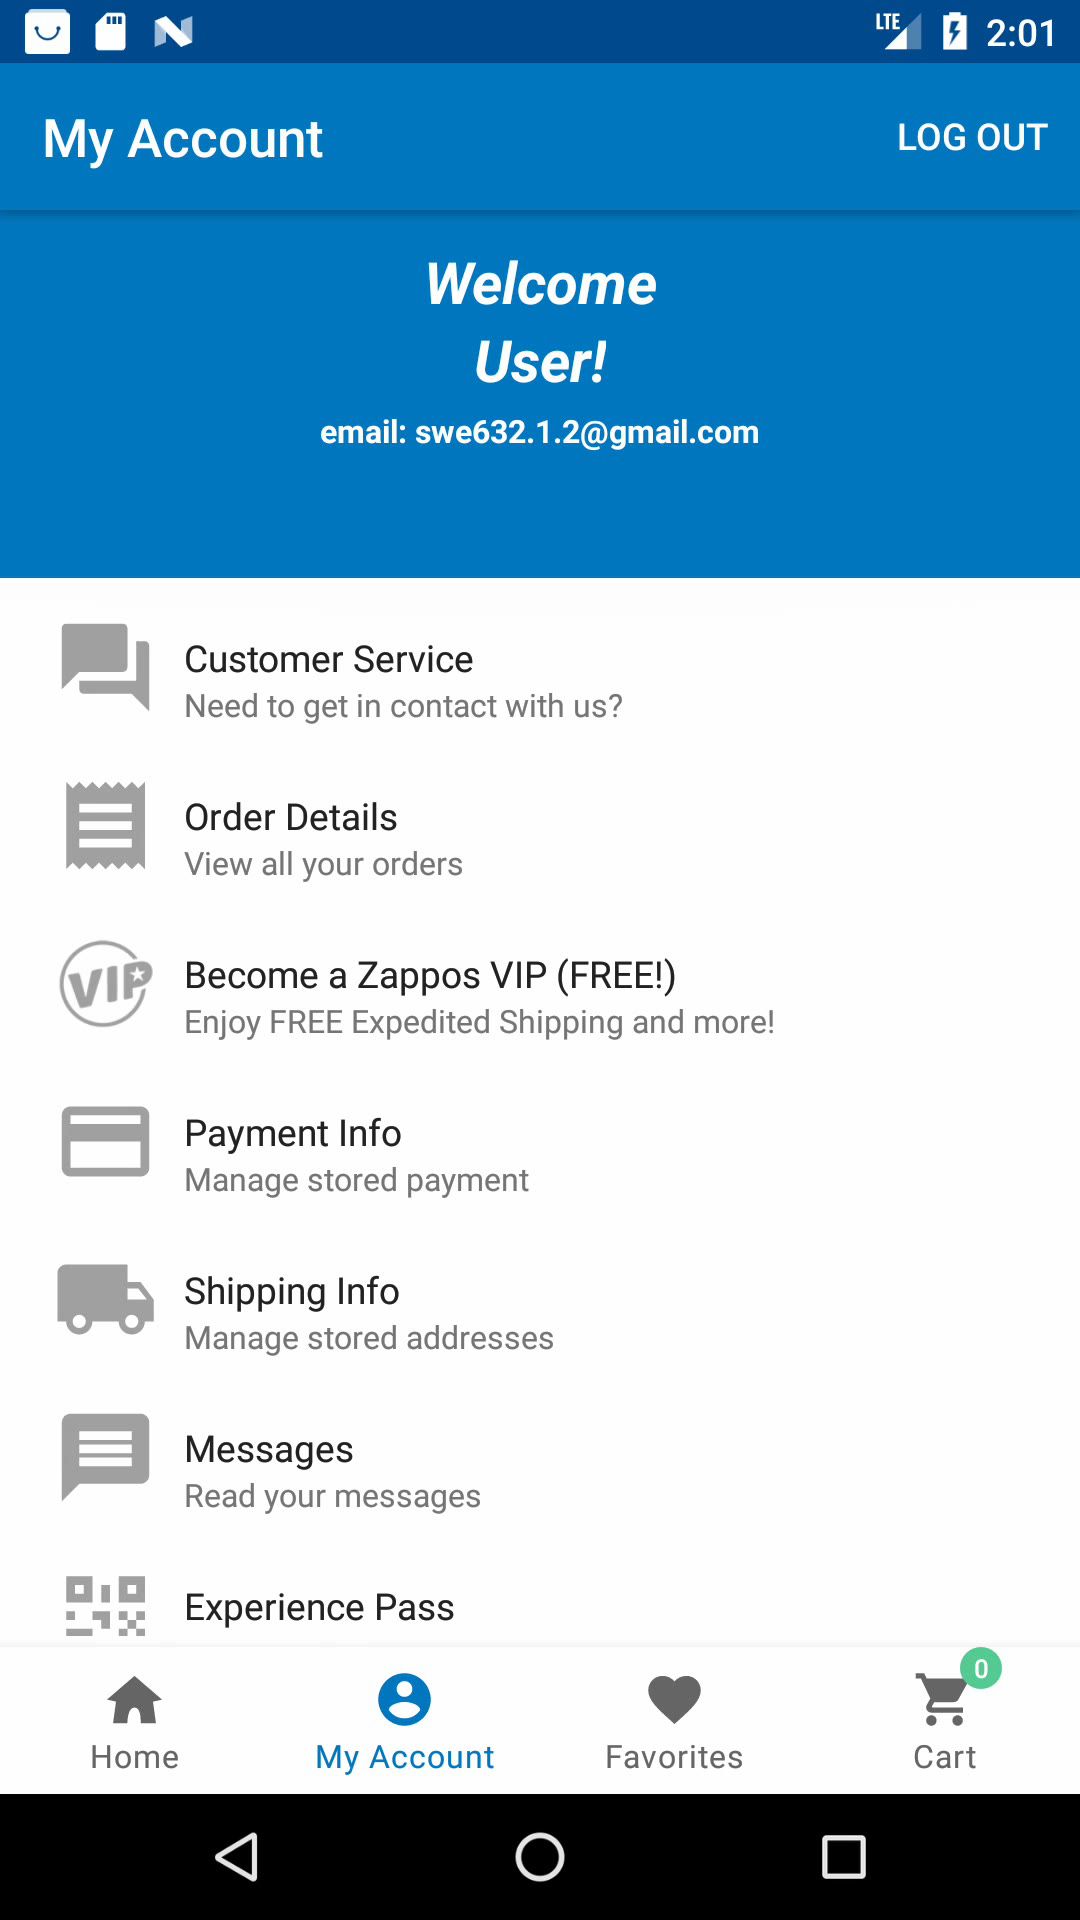 LTE 2:01
My Account LOG OUT
Welcome
User!
email: swe632.1.2@gmail.com
Customer Service
Need to get in contact with us?
Order Details
View all your orders
VIP
Become a Zappos VIP (FREE!)
Enjoy FREE Expedited Shipping and more!
Payment Info
Manage stored payment
Shipping Info
Manage stored addresses
Messages
Read your messages
Experience Pass
0
Home My Account Favorites Cart